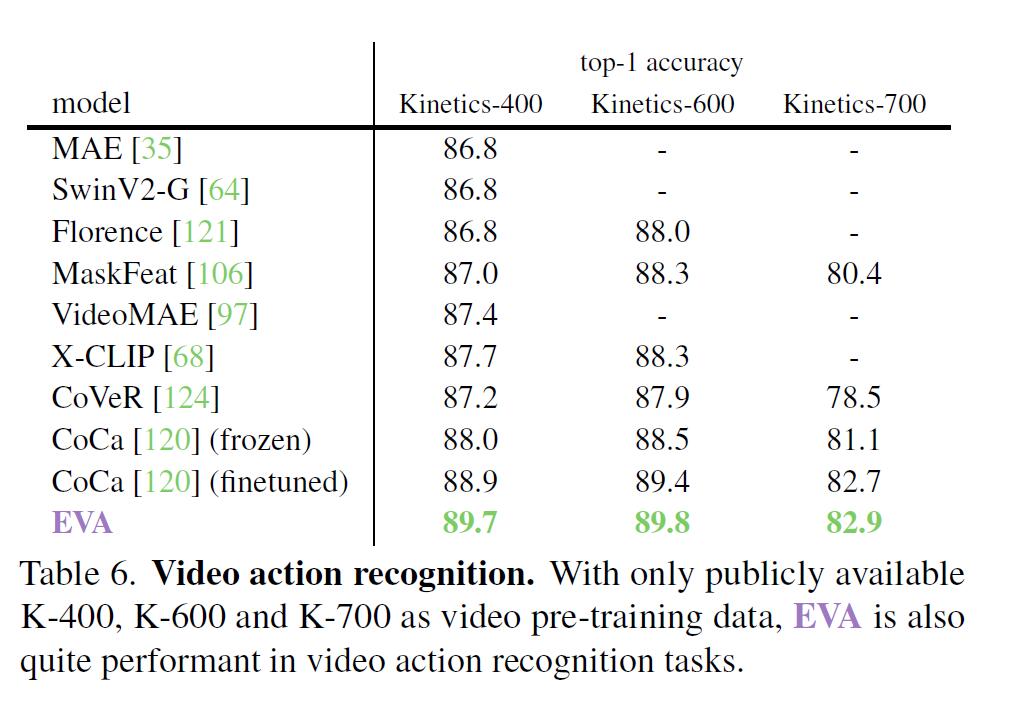 top-1 accuracy
model Kinetics-400 Kinetics-600 Kinetics-700
MAE [35] 86.8 - -
SwinV2-G [64] 86.8 - -
Florence [121] 86.8 88.0 -
MaskFeat [106] 87.0 88.3 80.4
VideoMAE [97] 87.4 - -
X-CLIP [68] 87.7 88.3 -
CoVeR [124] 87.2 87.9 78.5
CoCa [120] (frozen) 88.0 88.5 81.1
CoCa [120] (finetuned) 88.9 89.4 82.7
EVA 89.7 89.8 82.9
Table 6. Video action recognition. With only publicly available
K-400, K-600 and K-700 as video pre-training data, EVA is also
quite performant in video action recognition tasks.